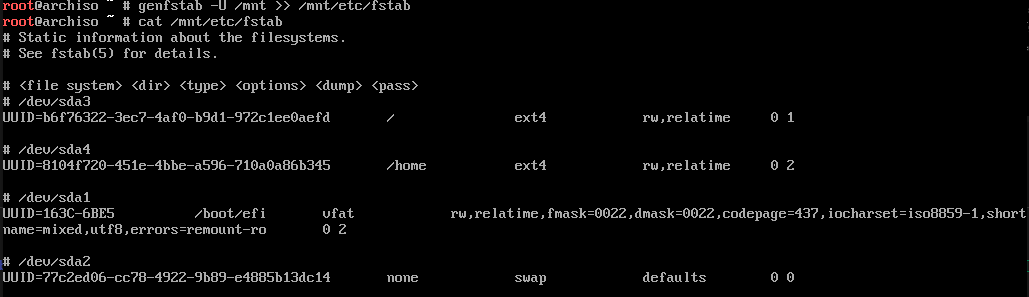 root@archiso ~ # genfstab -U /mnt >> /mnt/etc/fstab
root@archiso ~ # cat /mnt/etc/fstab
# Static information about the filesystems.
# See fstab(5) for details.
# <file system> <dir> <type> <options> <dump> <pass>
# /dev/sda3
UUID=b6f76322-3ec7-4af0-b9d1-972c1ee0aefd / ext4 rw,relatime 0 1
# /dev/sda4
UUID=8104f720-451e-4bbe-a596-710a0a86b345 /home ext4 rw,relatime 0 2
# /dev/sda1
UUID=163C-6BE5 /boot/efi vfat rw,relatime,fmask=0022,dmask=0022,codepage=437,iocharset=iso8859-1,short
name=mixed,utf8,errors=remount-ro 0 2
# /dev/sda2
UUID=77c2ed06-cc78-4922-9b89-e4885b13dc14 none swap defaults 0 0